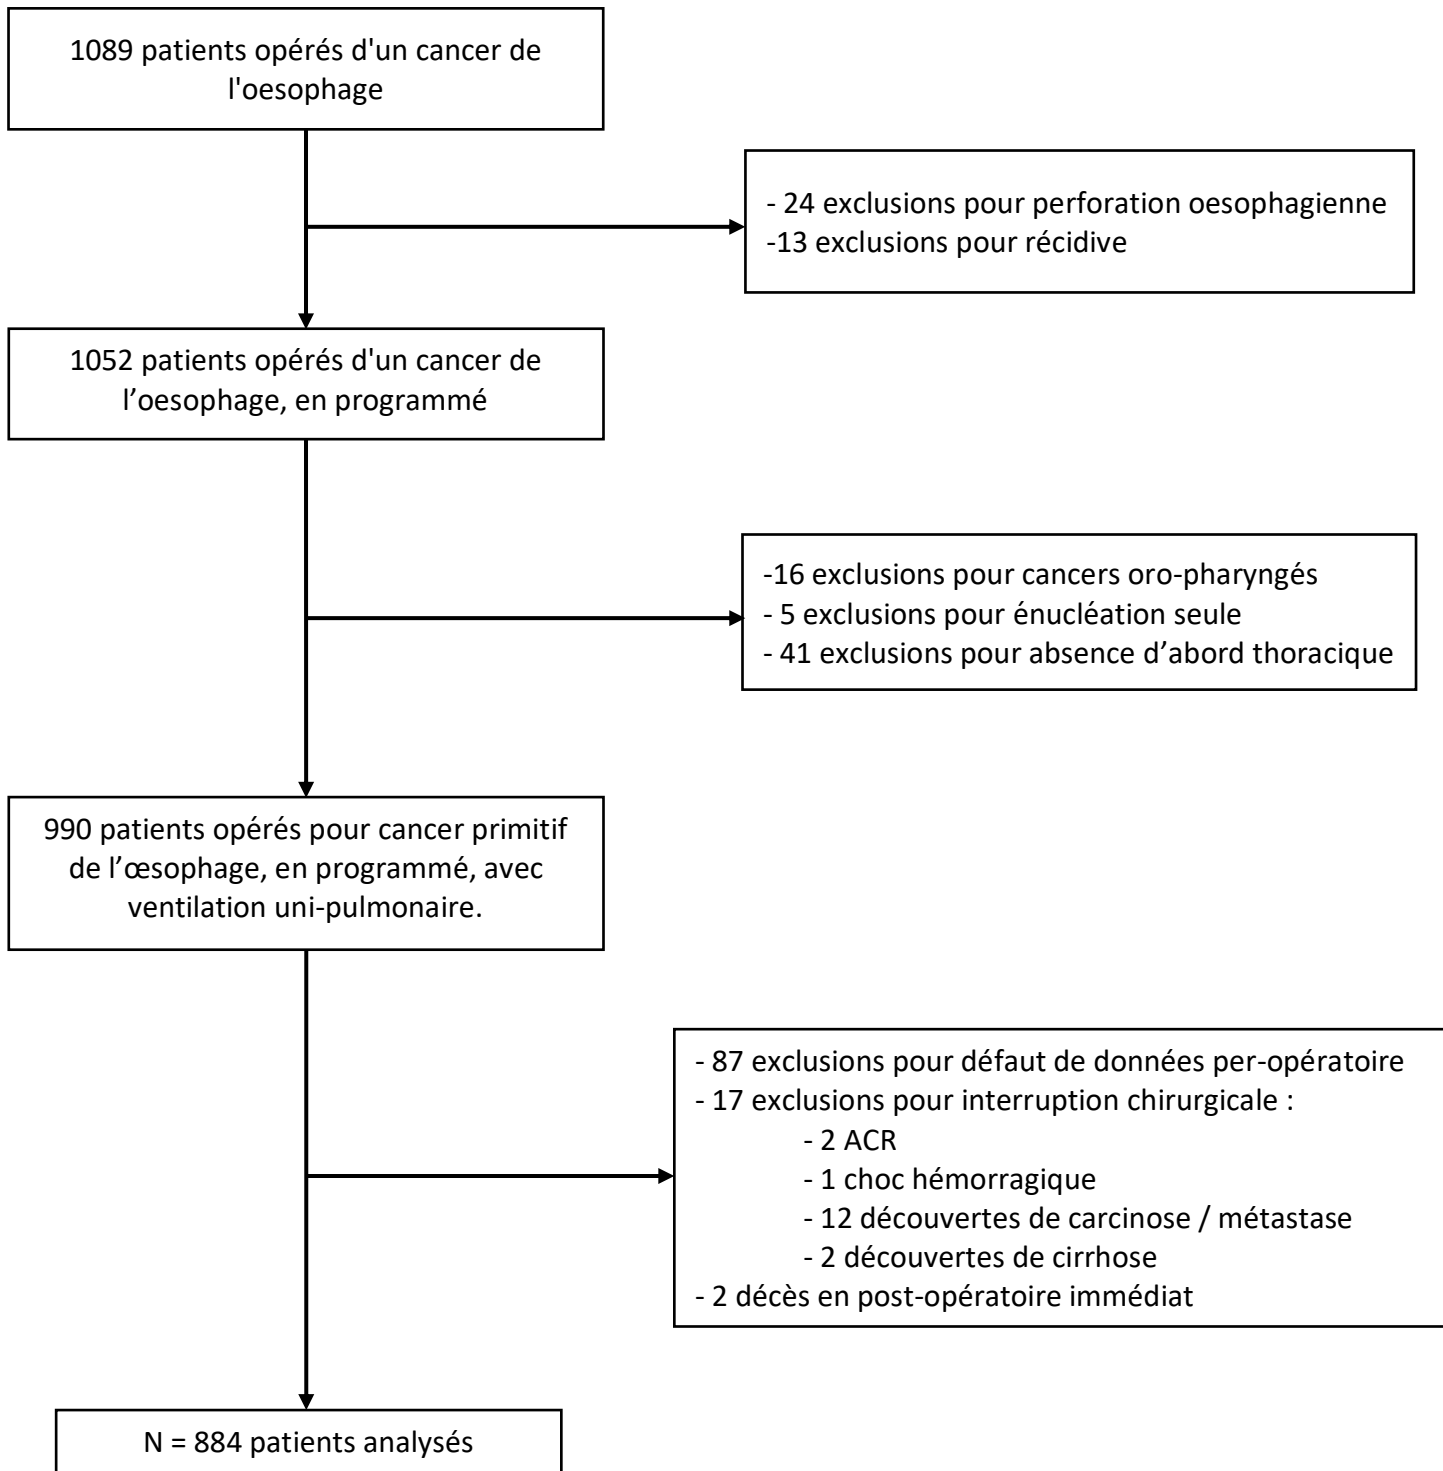 1089 patients opérés d'un cancer de
l'oesophage
- 24 exclusions pour perforation oesophagienne
-13 exclusions pour récidive
1052 patients opérés d'un cancer de
l’oesophage, en programmé
-16 exclusions pour cancers oro-pharyngés
- 5 exclusions pour énucléation seule
- 41 exclusions pour absence d’abord thoracique
990 patients opérés pour cancer primitif
de l’œsophage, en programmé, avec
ventilation uni-pulmonaire.
- 87 exclusions pour défaut de données per-opératoire
- 17 exclusions pour interruption chirurgicale :
- 2 ACR
- 1 choc hémorragique
- 12 découvertes de carcinose / métastase
- 2 découvertes de cirrhose
- 2 décès en post-opératoire immédiat
N = 884 patients analysés